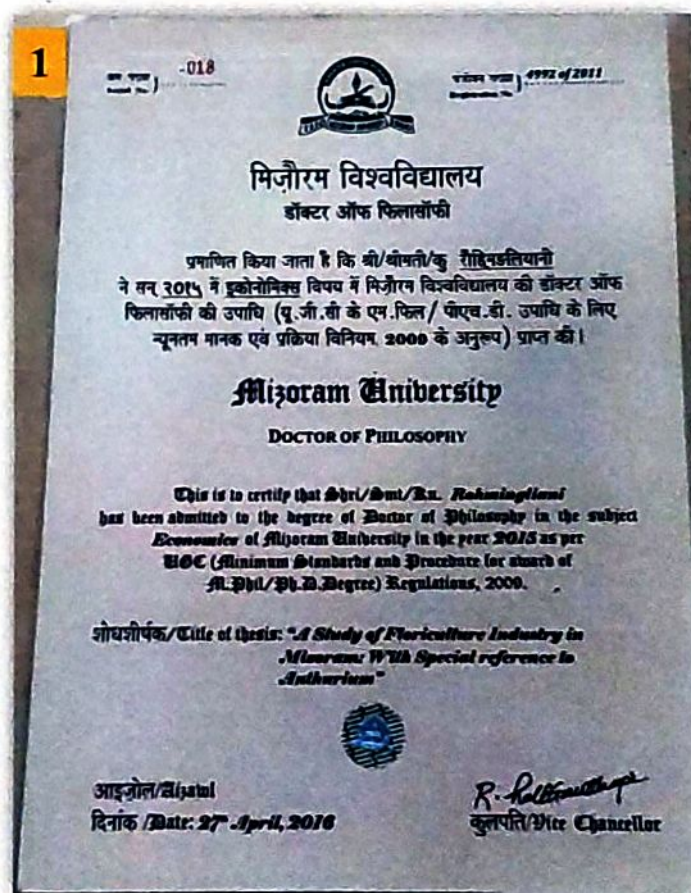 1
-018
4992 of 2011
मिज़ोरम विश्वविद्यालय
डॉक्टर ऑफ फिलासॉफी
प्रमाणित किया जाता है कि श्री/श्रीमती/कु
ने सन् २०१५ में इकोनोमिक्स विषय में मिज़ोरम विश्वविद्यालय की डॉक्टर ऑफ
फिलासॉफी की उपाधि (यू.जी.सी के एम.फिल/ पीएच.डी. उपाधि के लिए
न्यूनतम मानक एवं प्रक्रिया विनियम, 2009 के अनुरूप) प्राप्त की।
Mizoram University
DOCTOR OF PHILOSOPHY
This is to certify that Shri/Smt/Kn. Rohmingliani
has been admitted to the degree of Doctor of Philosophy in the subject
Economics of Mizoram University in the year 2015 as per
UGC (Minimum Standards and Procedure for award of
M.Phil/Ph.D.Degree) Regulations, 2009.
शोधशीर्षक/Title of thesis: "A Study of Floriculture Industry in
Mizoram: With Special reference to
Anthurium"
आइज़ोल/Aizawl
दिनांक /Date: 27th April, 2016
कुलपति/Vice Chancellor